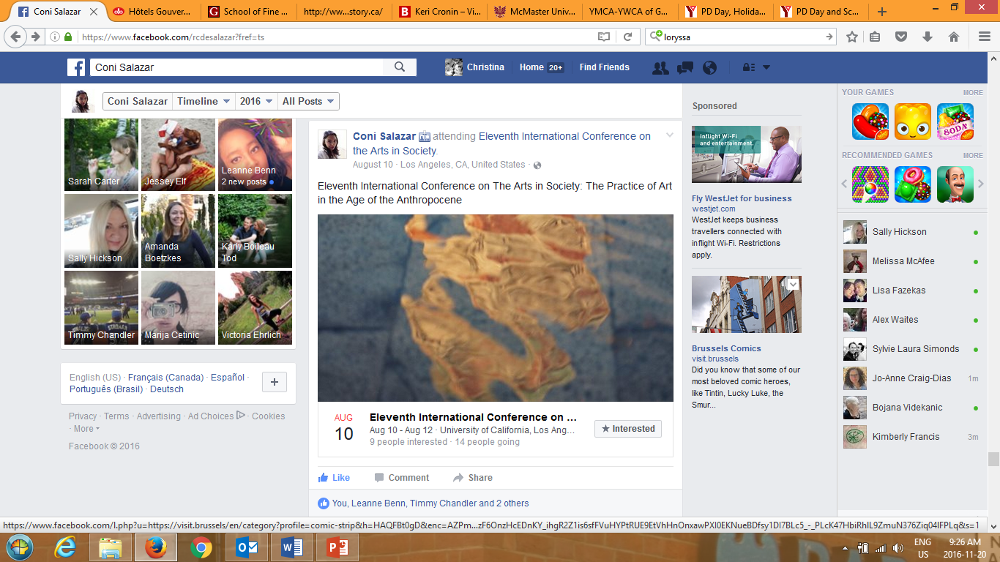 Coni Salazar
Hôtels Gouver...
School of Fine ...
http://ww...story.ca/
Keri Cronin – Vi...
McMaster Univ...
YMCA-YWCA of G...
PD Day, Holida...
PD Day and Sc...
https://www.facebook.com/rcdesalazar?fref=ts
loryssa
Coni Salazar
Christina
Home 20+
Find Friends
Coni Salazar
Timeline
2016
All Posts
Sarah Carter
Jessey Elf
Leanne Benn
2 new posts
Sally Hickson
Amanda
Boetzkes
Karly Boileau
Tod
Timmy Chandler
Marija Cetinic
Victoria Ehrlich
English (US) · Français (Canada) · Español ·
Português (Brasil) · Deutsch
Privacy · Terms · Advertising · Ad Choices · Cookies
· More
Facebook © 2016
Coni Salazar attending Eleventh International Conference on
the Arts in Society.
August 10 · Los Angeles, CA, United States ·
Eleventh International Conference on The Arts in Society: The Practice of Art
in the Age of the Anthropocene
AUG
10
Eleventh International Conference on ...
Aug 10 - Aug 12 · University of California, Los Ang...
9 people interested · 14 people going
★ Interested
Like
Comment
Share
You, Leanne Benn, Timmy Chandler and 2 others
Sponsored
Inflight Wi-Fi
and entertainment.
Fly WestJet for business
westjet.com
WestJet keeps business
travellers connected with
inflight Wi-Fi. Restrictions
apply.
Brussels Comics
visit.brussels
Did you know that some of our
most beloved comic heroes,
like Tintin, Lucky Luke, the
Smur...
YOUR GAMES
MORE
SODA
RECOMMENDED GAMES
MORE
Sally Hickson
Melissa McAfee
Lisa Fazekas
Alex Waites
Sylvie Laura Simonds
Jo-Anne Craig-Dias 1m
Bojana Videkanic
Kimberly Francis 3m
https://www.facebook.com/l.php?u=https://visit.brussels/en/category?profile=comic-strip&h=HAQFBt0gD&enc=AZPm...zF6OnzHcEDnKY_ihgR2Z1is6sfFVuHYPtRUE9EtVhHnOnxawPXI0EKNueBDfsy1DI7BLc5_-_PLcK47HbiRhIL9ZmuN376Ziq04IFPLq&s=1
ENG
US
9:26 AM
2016-11-20